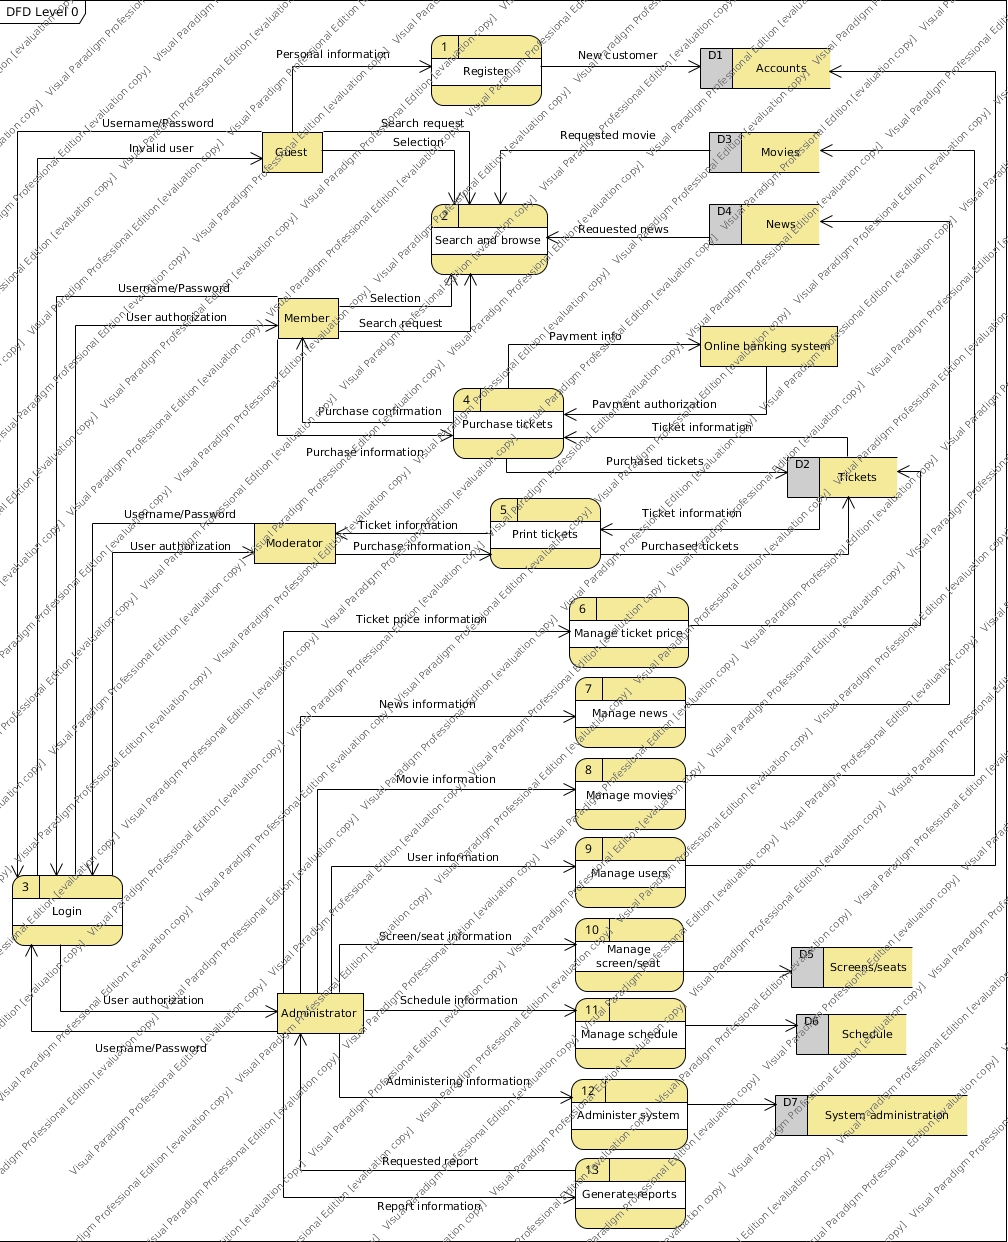 DFD Level 0
1
Personal information
New customer
D1
Accounts
Register
Username/Password
Search request
Requested movie
D3
Invalid user
Guest
Selection
Movies
2
D4
News
Requested news
Search and browse
Username/Password
Selection
User authorization
Member
Search request
Payment info
Online banking system
4
Purchase confirmation
Payment authorization
Purchase tickets
Ticket information
Purchase information
Purchased tickets
D2
Tickets
Username/Password
5
Ticket information
Ticket information
Print tickets
User authorization
Moderator
Purchase information
Purchased tickets
6
Ticket price information
Manage ticket price
7
News information
Manage news
8
Movie information
Manage movies
9
User information
Manage users
3
Login
10
Screen/seat information
Manage
screen/seat
D5
Screens/seats
User authorization
Schedule information
11
Administrator
D6
Manage schedule
Schedule
Username/Password
Administering information
12
D7
Administer system
System administration
Requested report
13
Generate reports
Report information
Visual Paradigm Professional Edition [evaluation copy]